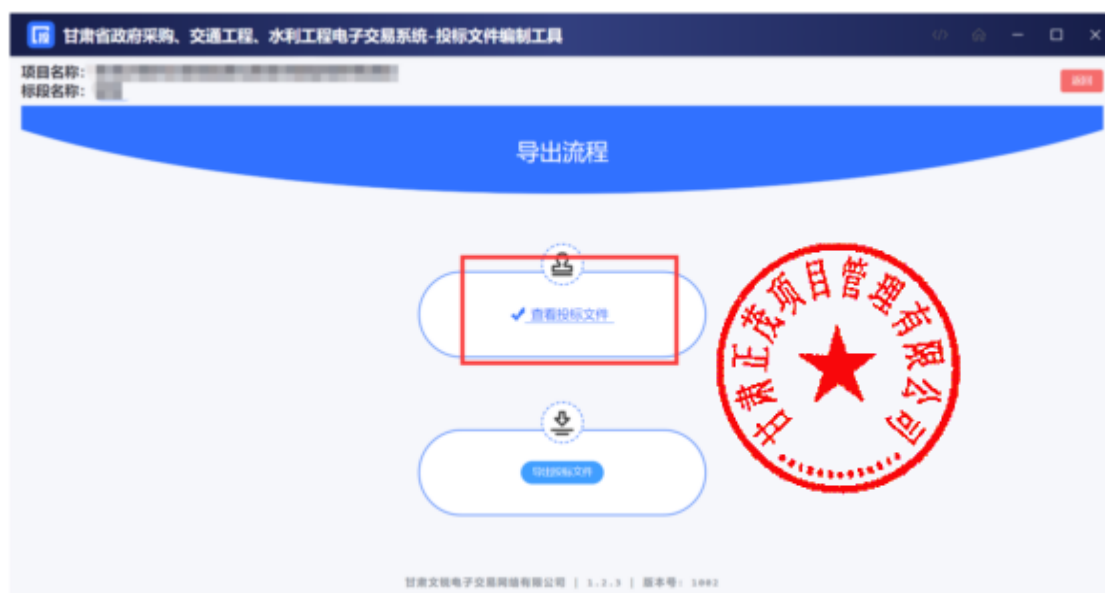 甘肃省政府采购、交通工程、水利工程电子交易系统-投标文件编制工具
项目名称：
标段名称：
返回
导出流程
查看投标文件
甘肃正茂项目管理有限公司
导出投标文件
甘肃文锐电子交易网络有限公司 | 1.2.3 | 版本号: 1002